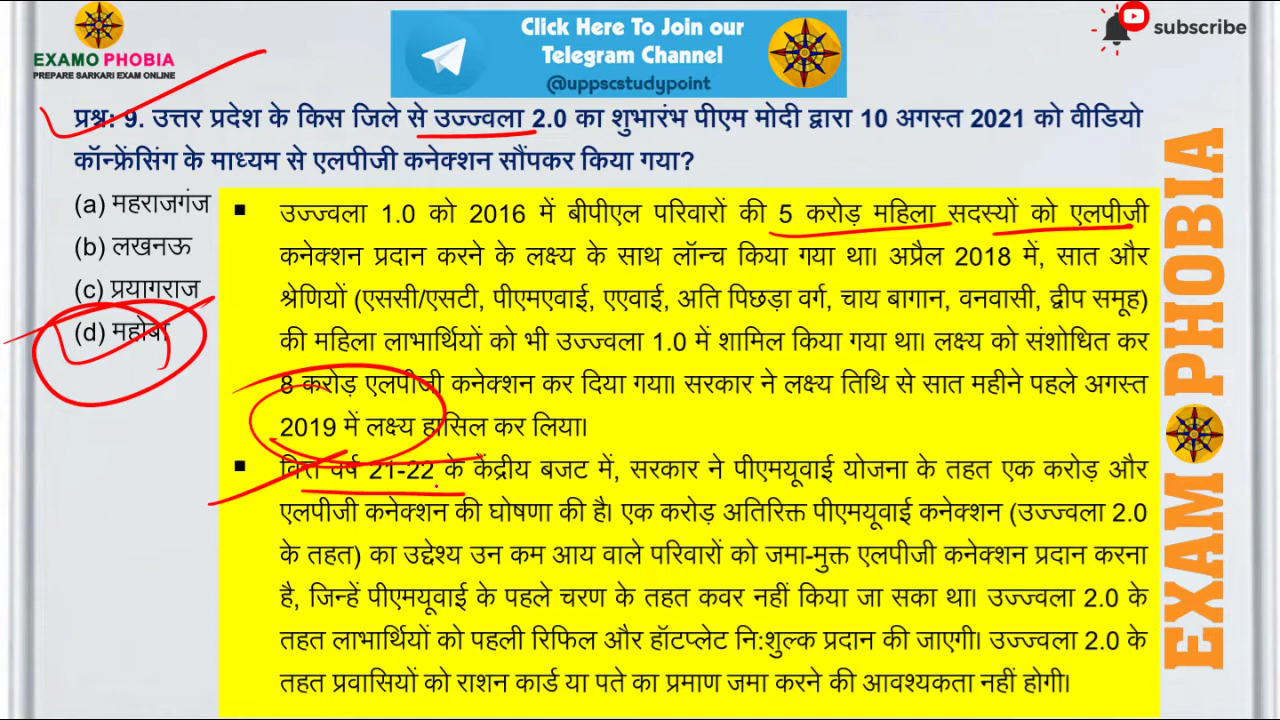 Click Here To Join our
Telegram Channel
@uppscstudypoint
subscribe
EXAMO PHOBIA
PREPARE SARKARI EXAM ONLINE
प्रश्न: 9. उत्तर प्रदेश के किस जिले से उज्ज्वला 2.0 का शुभारंभ पीएम मोदी द्वारा 10 अगस्त 2021 को वीडियो
कॉन्फ्रेंसिंग के माध्यम से एलपीजी कनेक्शन सौंपकर किया गया?
(a) महराजगंज
(b) लखनऊ
(c) प्रयागराज
(d) महोबा
▪ उज्ज्वला 1.0 को 2016 में बीपीएल परिवारों की 5 करोड़ महिला सदस्यों को एलपीजी
कनेक्शन प्रदान करने के लक्ष्य के साथ लॉन्च किया गया था। अप्रैल 2018 में, सात और
श्रेणियों (एससी/एसटी, पीएमएवाई, एएवाई, अति पिछड़ा वर्ग, चाय बागान, वनवासी, द्वीप समूह)
की महिला लाभार्थियों को भी उज्ज्वला 1.0 में शामिल किया गया था। लक्ष्य को संशोधित कर
8 करोड़ एलपीजी कनेक्शन कर दिया गया। सरकार ने लक्ष्य तिथि से सात महीने पहले अगस्त
2019 में लक्ष्य हासिल कर लिया।
▪ वित्त वर्ष 21-22 के केंद्रीय बजट में, सरकार ने पीएमयूवाई योजना के तहत एक करोड़ और
एलपीजी कनेक्शन की घोषणा की है। एक करोड़ अतिरिक्त पीएमयूवाई कनेक्शन (उज्ज्वला 2.0
के तहत) का उद्देश्य उन कम आय वाले परिवारों को जमा-मुक्त एलपीजी कनेक्शन प्रदान करना
है, जिन्हें पीएमयूवाई के पहले चरण के तहत कवर नहीं किया जा सका था। उज्ज्वला 2.0 के
तहत लाभार्थियों को पहली रिफिल और हॉटप्लेट नि:शुल्क प्रदान की जाएगी। उज्ज्वला 2.0 के
तहत प्रवासियों को राशन कार्ड या पते का प्रमाण जमा करने की आवश्यकता नहीं होगी।
EXAM PHOBIA